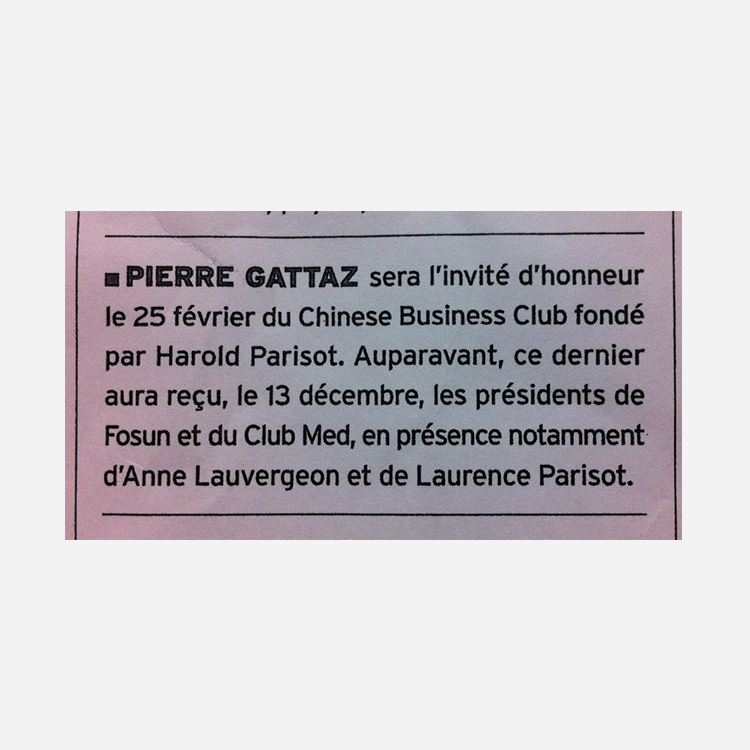 ■ PIERRE GATTAZ sera l'invité d'honneur
le 25 février du Chinese Business Club fondé
par Harold Parisot. Auparavant, ce dernier
aura reçu, le 13 décembre, les présidents de
Fosun et du Club Med, en présence notamment
d'Anne Lauvergeon et de Laurence Parisot.